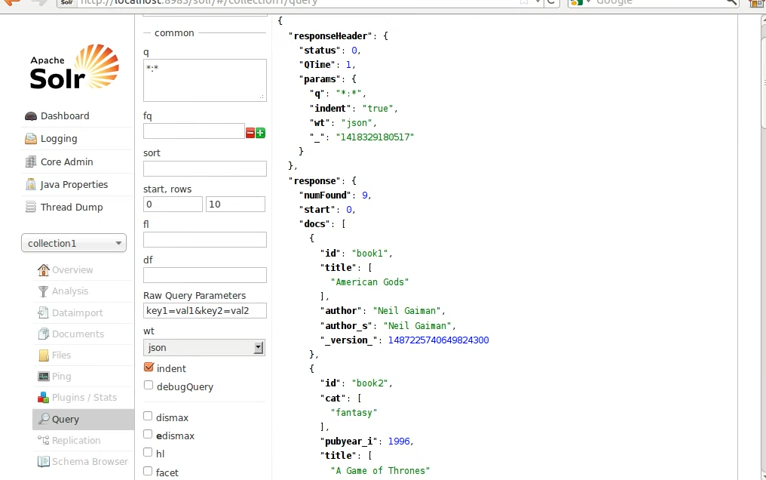 http://localhost:8983/solr/#/collection1/query
Google
Apache
Solr
Dashboard
Logging
Core Admin
Java Properties
Thread Dump
collection1
Overview
Analysis
Dataimport
Documents
Files
Ping
Plugins / Stats
Query
Replication
Schema Browser
common
q
*:*
fq
sort
start, rows
0 10
fl
df
Raw Query Parameters
key1=val1&key2=val2
wt
json
indent
debugQuery
dismax
edismax
hl
facet
{
"responseHeader": {
"status": 0,
"QTime": 1,
"params": {
"q": "*:*",
"indent": "true",
"wt": "json",
"_": "1418329180517"
}
},
"response": {
"numFound": 9,
"start": 0,
"docs": [
{
"id": "book1",
"title": [
"American Gods"
],
"author": "Neil Gaiman",
"author_s": "Neil Gaiman",
"_version_": 1487225740649824300
},
{
"id": "book2",
"cat": [
"fantasy"
],
"pubyear_i": 1996,
"title": [
"A Game of Thrones"